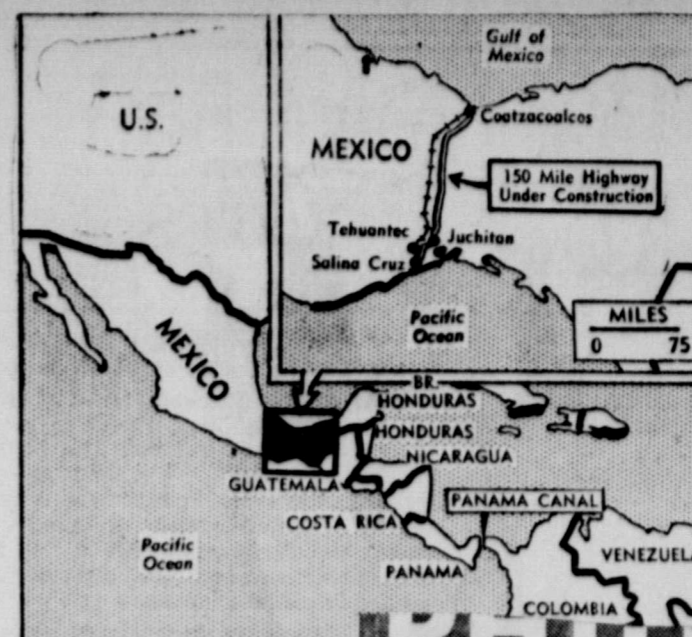 Gulf of
Mexico
U.S.
Coatzacoalcos
MEXICO
150 Mile Highway
Under Construction
Tehuantec
Juchitan
Salina Cruz
Pacific
Ocean
MILES
0 75
MEXICO
BR.
HONDURAS
HONDURAS
NICARAGUA
GUATEMALA
PANAMA CANAL
COSTA RICA
Pacific
Ocean
VENEZUELA
PANAMA
COLOMBIA